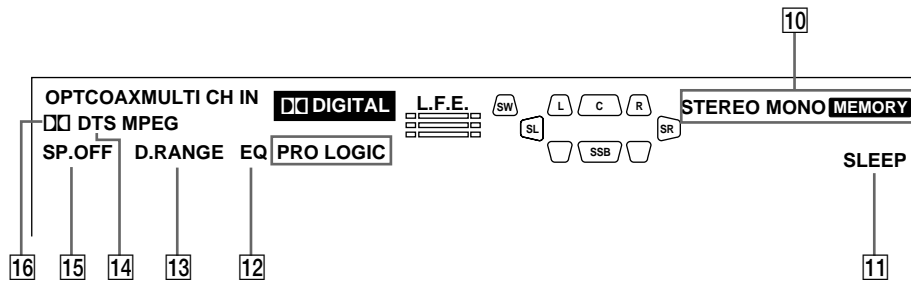 10
OPTCOAXMULTI CH IN
DIGITAL
L.F.E.
SW L C R
STEREO MONO MEMORY
DTS MPEG
SL SR
SP.OFF D.RANGE EQ PRO LOGIC
SSB
SLEEP
16 15 14 13 12 11